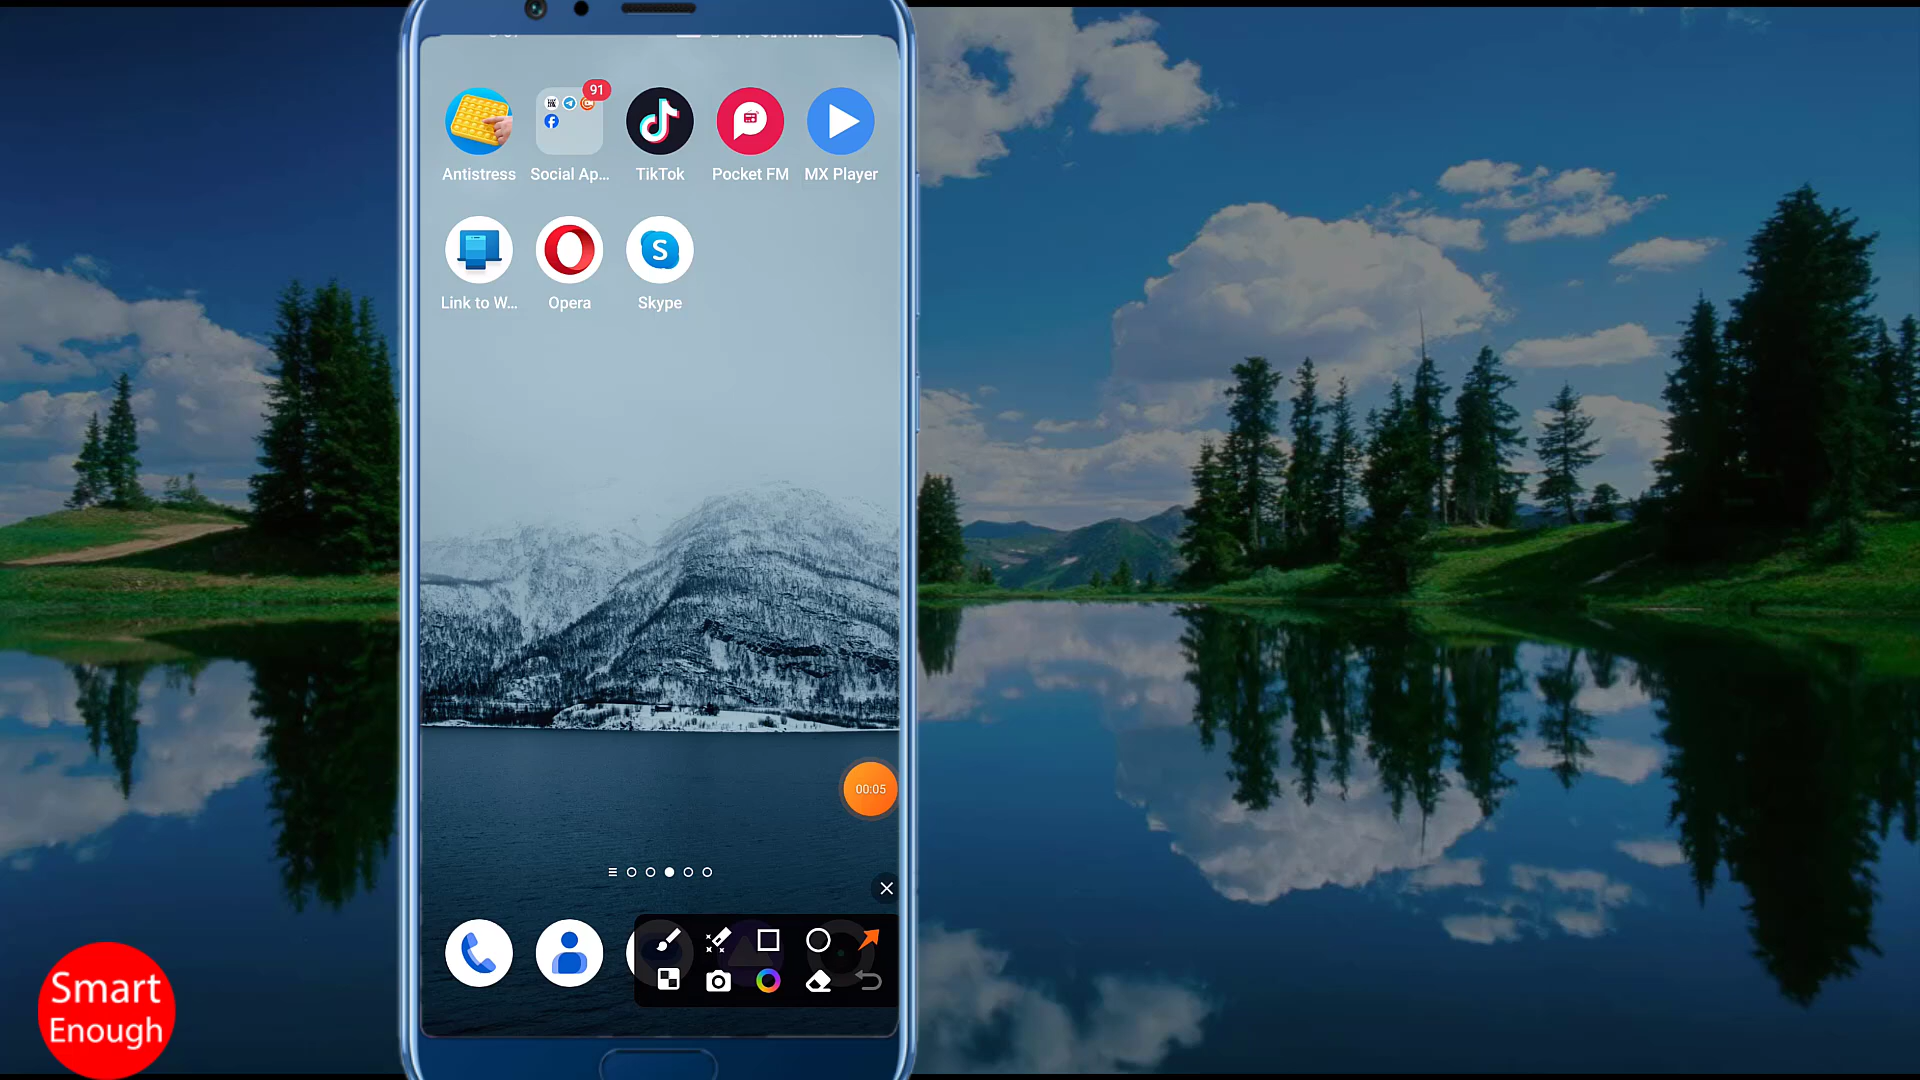 91
Antistress
Social Ap...
TikTok
Pocket FM
MX Player
Link to W...
Opera
S
Skype
00:05
Smart
Enough